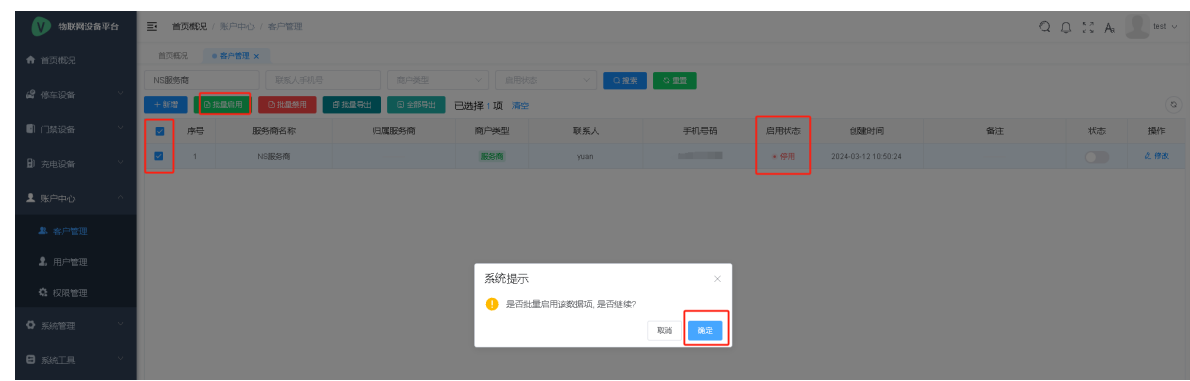 物联网设备平台
首页概况 / 账户中心 / 客户管理
test
首页概况
客户管理
NS服务商 联系人手机号 商户类型 启用状态 搜索 重置
+ 新增 批量启用 批量禁用 批量导出 全部导出 已选择 1 项 清空
序号 服务商名称 归属服务商 商户类型 联系人 手机号码 启用状态 创建时间 备注 状态 操作
1 NS服务商 服务商 yuan 停用 2024-03-12 10:50:24 修改
首页概况
停车设备
门禁设备
充电设备
账户中心
客户管理
用户管理
权限管理
系统管理
系统工具
系统提示
是否批量启用该数据项, 是否继续?
取消 确定